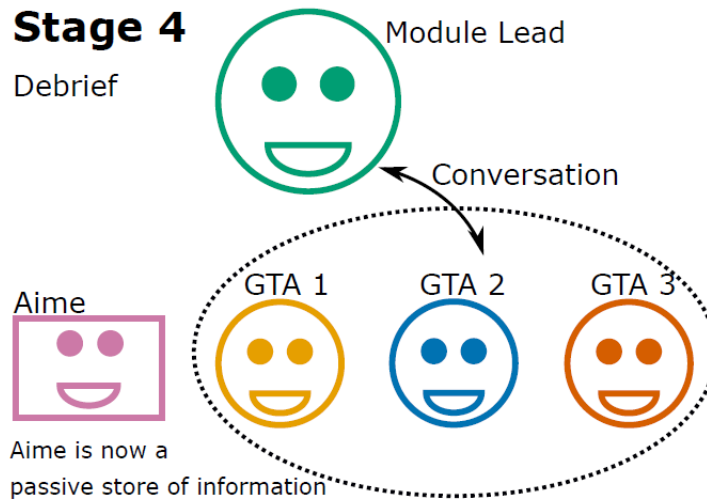 Stage 4
Module Lead
Debrief
Conversation
GTA 1
GTA 2
GTA 3
Aime
Aime is now a
passive store of information